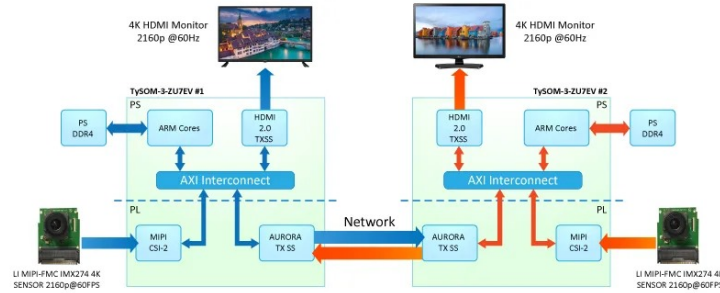 4K HDMI Monitor
2160p @60Hz
4K HDMI Monitor
2160p @60Hz
TySOM-3-ZU7EV #1
PS
PS
DDR4
ARM Cores
HDMI
2.0
TXSS
AXI Interconnect
PL
MIPI
CSI-2
AURORA
TX SS
LI MIPI-FMC IMX274 4K
SENSOR 2160p@60FPS
Network
TySOM-3-ZU7EV #2
PS
HDMI
2.0
TXSS
ARM Cores
PS
DDR4
AXI Interconnect
PL
AURORA
TX SS
MIPI
CSI-2
LI MIPI-FMC IMX274 4K
SENSOR 2160p@60FPS